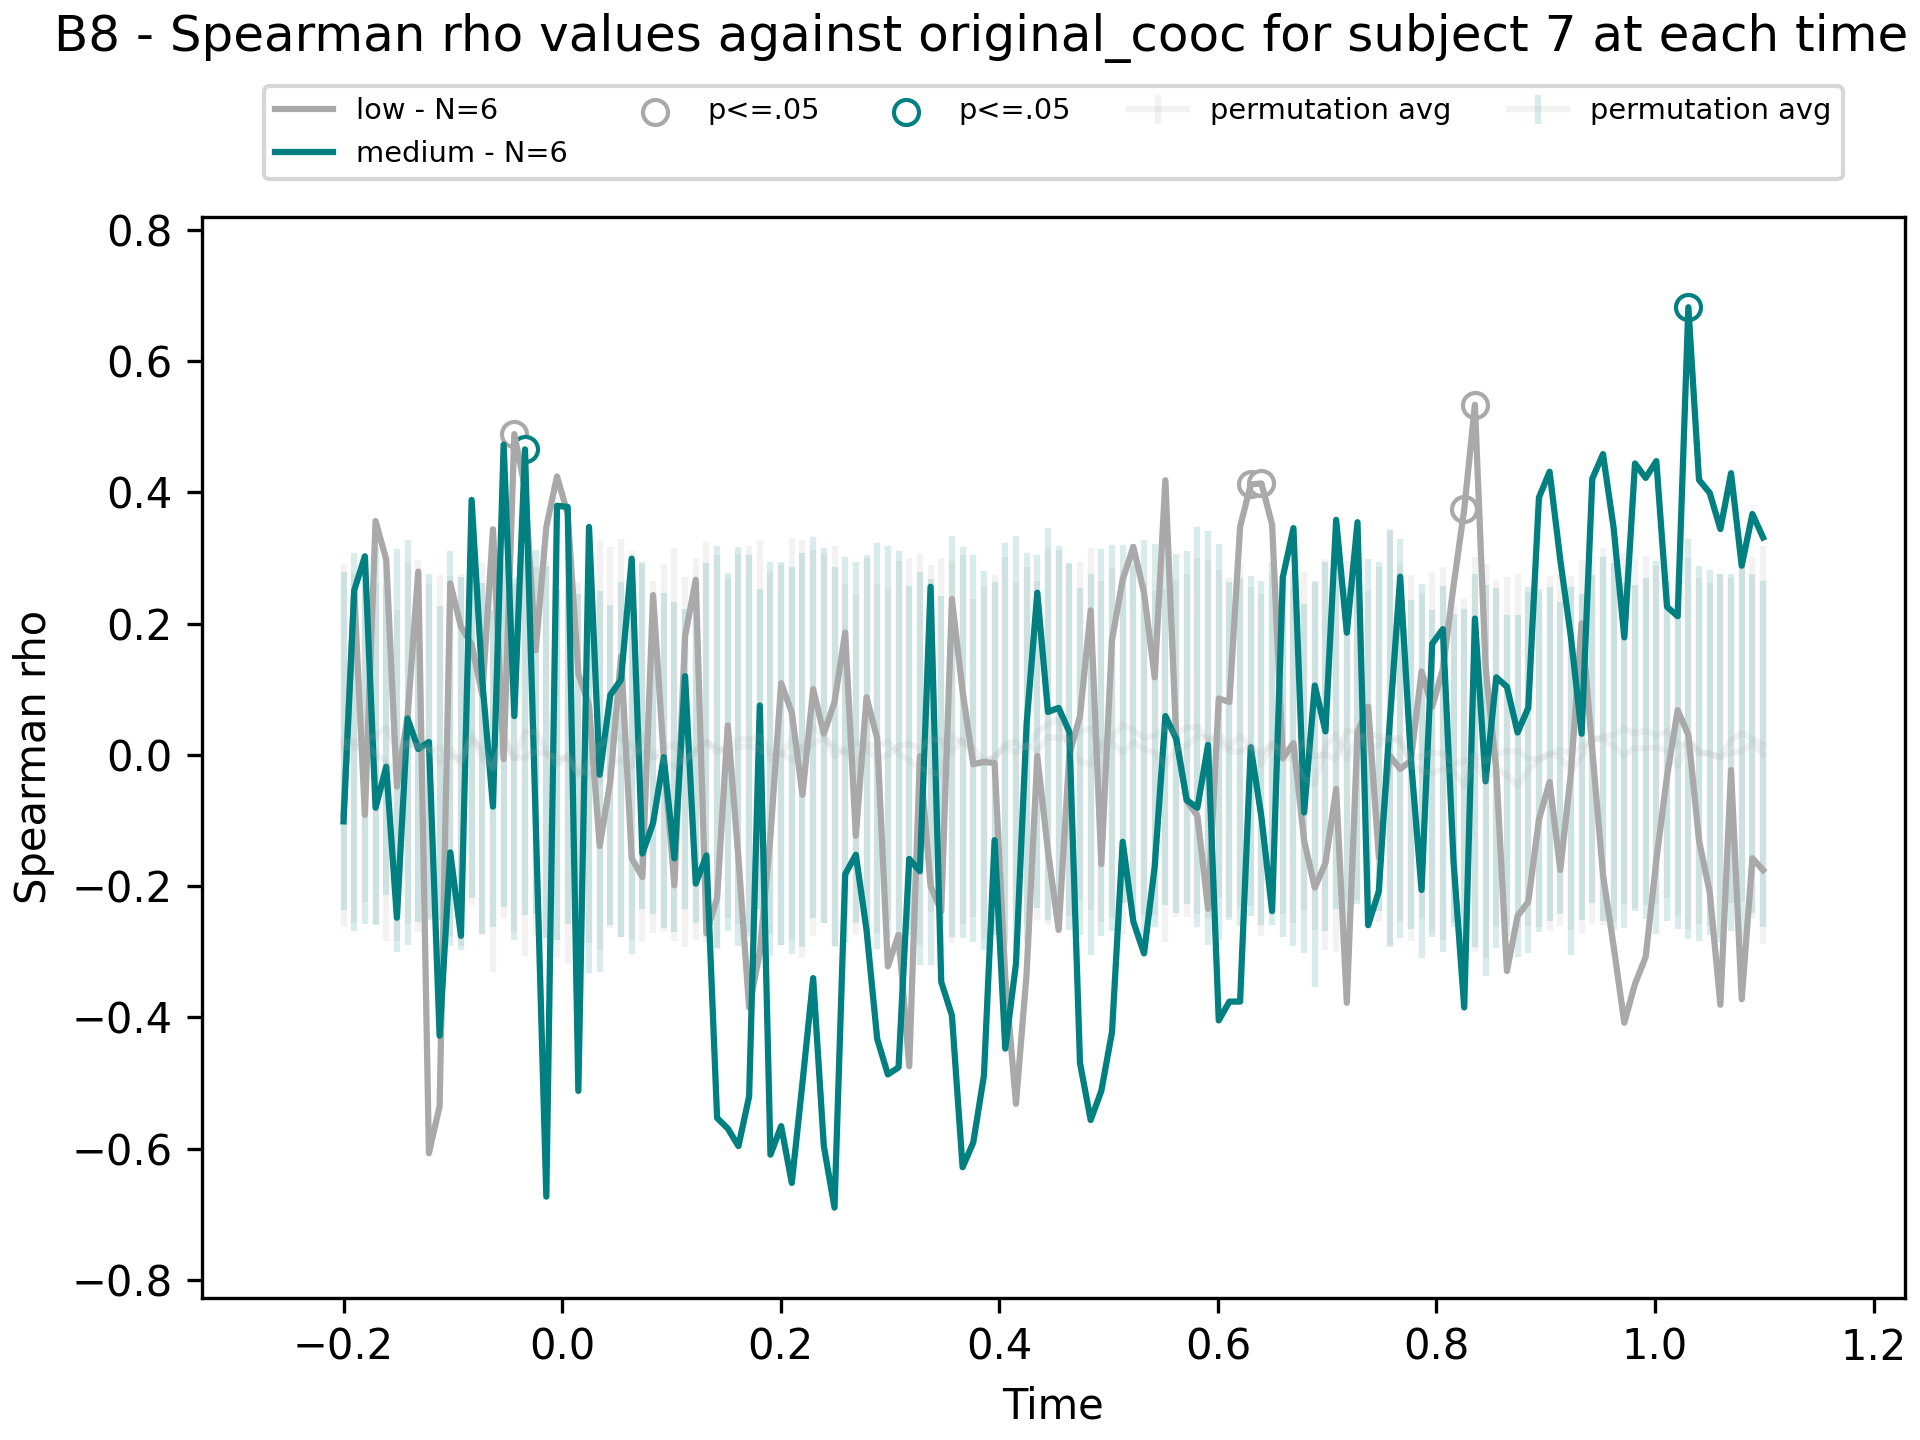 B8 - Spearman rho values against original_cooc for subject 7 at each time
low - N=6
medium - N=6
p<=.05
p<=.05
permutation avg
permutation avg
Spearman rho
0.8
0.6
0.4
0.2
0.0
−0.2
−0.4
−0.6
−0.8
−0.2 0.0 0.2 0.4 0.6 0.8 1.0 1.2
Time